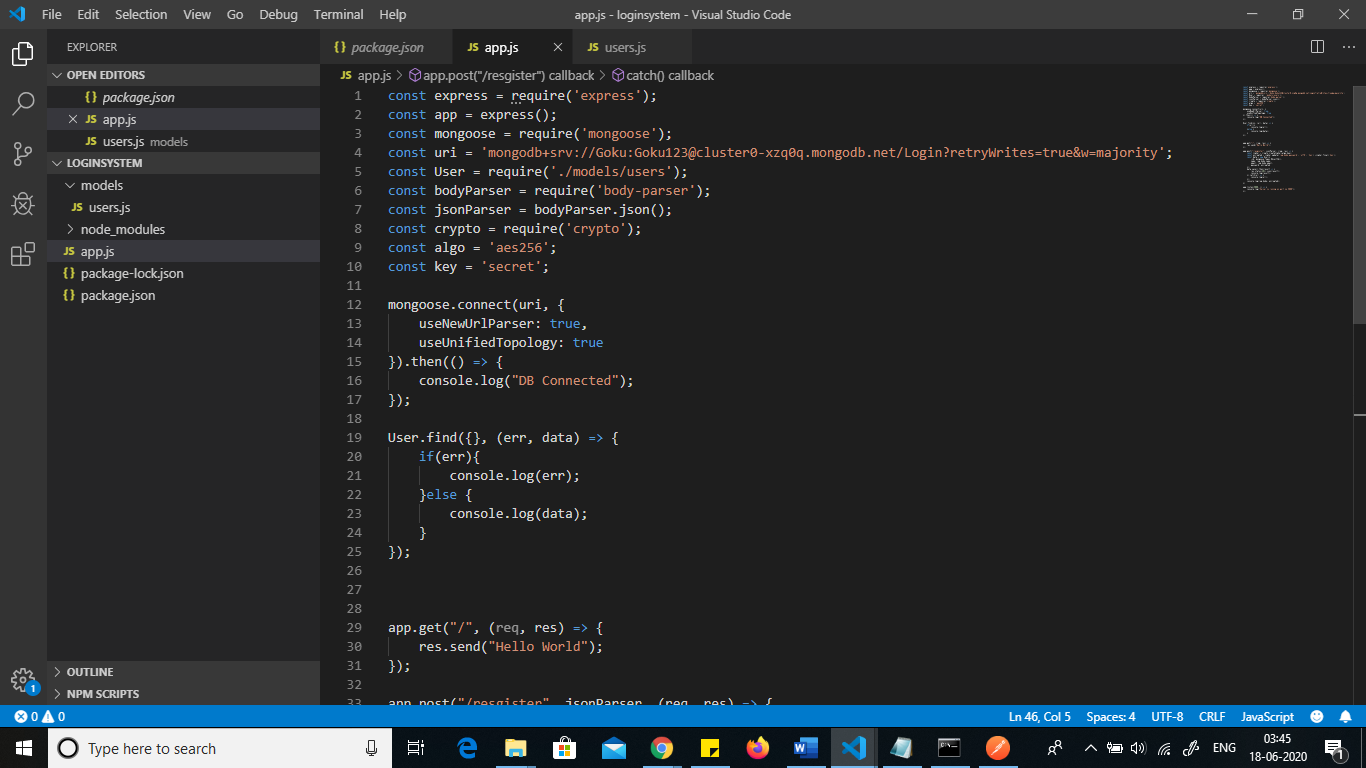 File Edit Selection View Go Debug Terminal Help
app.js - loginsystem - Visual Studio Code
EXPLORER
OPEN EDITORS
{} package.json
JS app.js
JS users.js models
LOGINSYSTEM
models
JS users.js
node_modules
JS app.js
{} package-lock.json
{} package.json
OUTLINE
NPM SCRIPTS
1
{} package.json
JS app.js
JS users.js
JS app.js > app.post("/resgister") callback > catch() callback
1 const express = require('express');
2 const app = express();
3 const mongoose = require('mongoose');
4 const uri = 'mongodb+srv://Goku:Goku123@cluster0-xzq0q.mongodb.net/Login?retryWrites=true&w=majority';
5 const User = require('./models/users');
6 const bodyParser = require('body-parser');
7 const jsonParser = bodyParser.json();
8 const crypto = require('crypto');
9 const algo = 'aes256';
10 const key = 'secret';
11
12 mongoose.connect(uri, {
13 useNewUrlParser: true,
14 useUnifiedTopology: true
15 }).then(() => {
16 console.log("DB Connected");
17 });
18
19 User.find({}, (err, data) => {
20 if(err){
21 console.log(err);
22 }else {
23 console.log(data);
24 }
25 });
26
27
28
29 app.get("/", (req, res) => {
30 res.send("Hello World");
31 });
32
33 app.post("/resgister", jsonParser, (req, res) => {
0 0
Ln 46, Col 5 Spaces: 4 UTF-8 CRLF JavaScript
Type here to search
ENG
03:45
18-06-2020
1